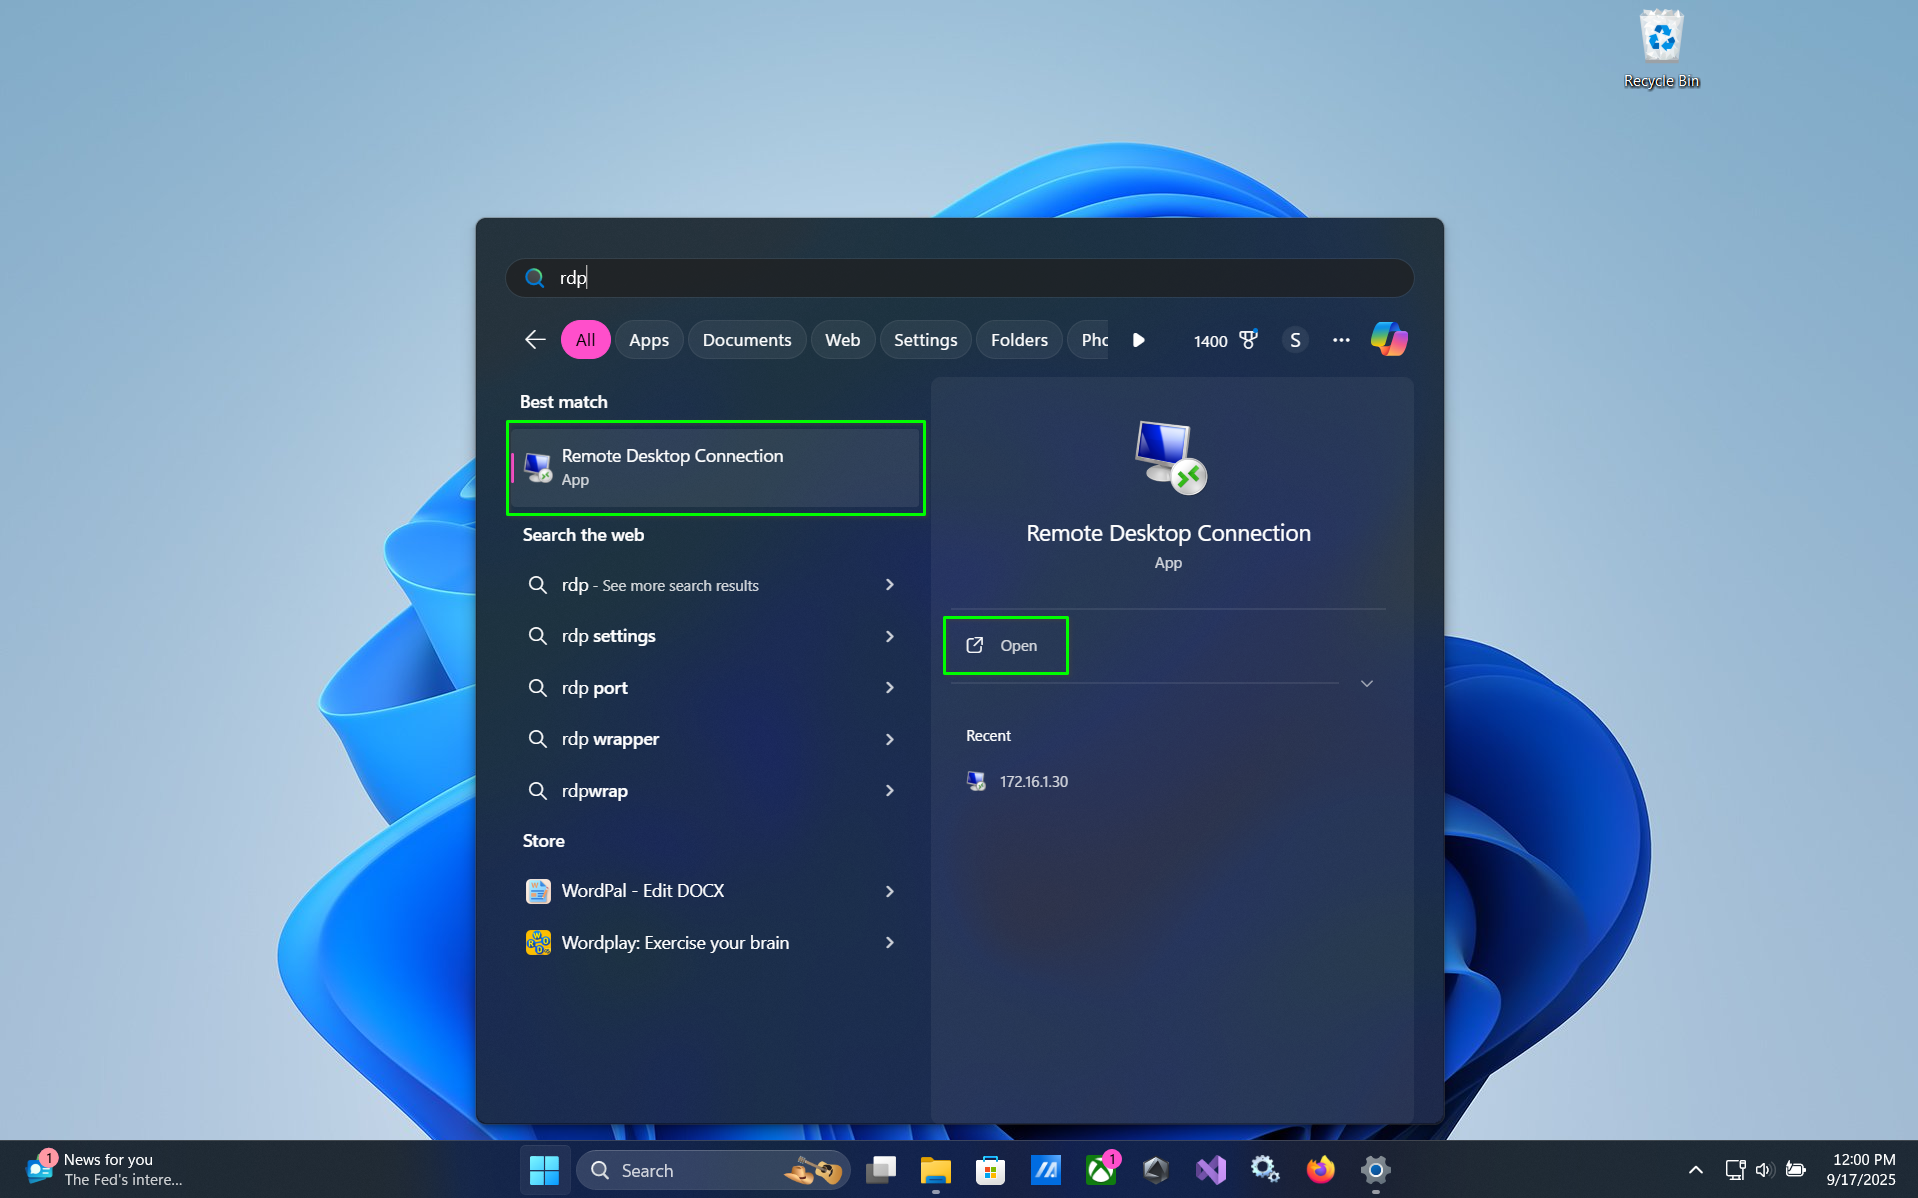 Recycle Bin
rdp
All
Apps
Documents
Web
Settings
Folders
Pho
1400
S
Best match
Remote Desktop Connection
App
Search the web
rdp - See more search results
rdp settings
rdp port
rdp wrapper
rdpwrap
Store
WordPal - Edit DOCX
Wordplay: Exercise your brain
Remote Desktop Connection
App
Open
Recent
172.16.1.30
1
News for you
The Fed's intere...
Search
1
12:00 PM
9/17/2025